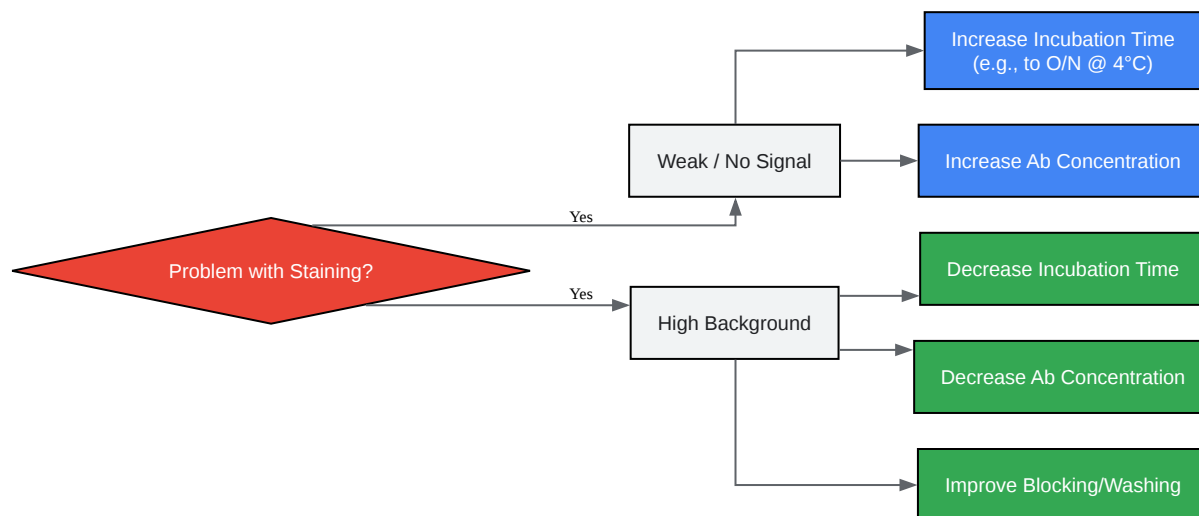 Increase Incubation Time
(e.g., to O/N @ 4°C)
Weak / No Signal
Increase Ab Concentration
Yes
Problem with Staining?
Decrease Incubation Time
Yes
High Background
Decrease Ab Concentration
Improve Blocking/Washing